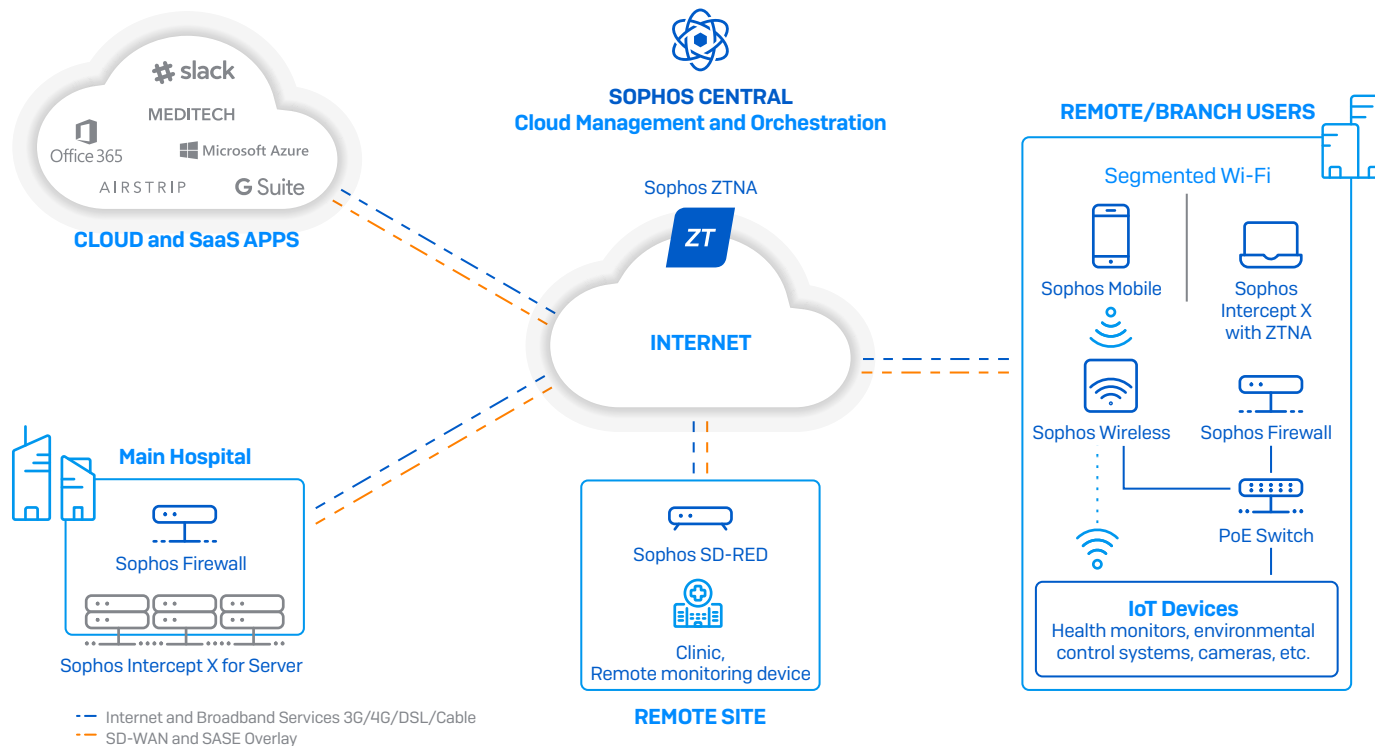 slack
MEDITECH
Office 365
Microsoft Azure
AIRSTRIP
G Suite
CLOUD and SaaS APPS
SOPHOS CENTRAL
Cloud Management and Orchestration
Sophos ZTNA
ZT
INTERNET
REMOTE/BRANCH USERS
Segmented Wi-Fi
Sophos Mobile
Sophos
Intercept X
with ZTNA
Sophos Wireless
Sophos Firewall
PoE Switch
IoT Devices
Health monitors, environmental
control systems, cameras, etc.
Main Hospital
Sophos Firewall
Sophos Intercept X for Server
Sophos SD-RED
Clinic,
Remote monitoring device
REMOTE SITE
Internet and Broadband Services 3G/4G/DSL/Cable
SD-WAN and SASE Overlay